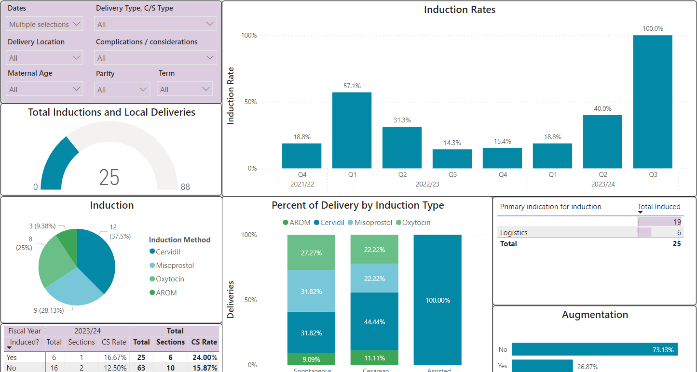 Dates
Delivery Type, C/S Type
Multiple selections
All
Delivery Location
Complications / considerations
All
All
Maternal Age
Parity
Term
All
All
All
Total Inductions and Local Deliveries
25
0
88
Induction Rates
Induction Rate
100%
50%
0%
18.8%
57.1%
31.3%
14.3%
15.4%
18.8%
40.0%
100.0%
Q4
Q1
Q2
Q3
Q4
Q1
Q2
Q3
2021/22
2022/23
2023/24
Induction
3 (9.38%)
8
(25%)
12
(37.5%)
9 (28.13%)
Induction Method
Cervidil
Misoprostol
Oxytocin
AROM
Percent of Delivery by Induction Type
AROM Cervidil Misoprostol Oxytocin
Deliveries
100%
50%
0%
27.27%
31.82%
31.82%
9.09%
22.22%
22.22%
44.44%
11.11%
100.00%
Spontaneous
Cesarean
Assisted
Primary indication for induction Total Induced
19
Logistics 6
Total 25
Augmentation
No 73.13%
Yes 26.87%
Fiscal Year 2023/24 Total
Induced? Total Sections CS Rate Total Sections CS Rate
Yes 6 1 16.67% 25 6 24.00%
No 16 2 12.50% 63 10 15.87%